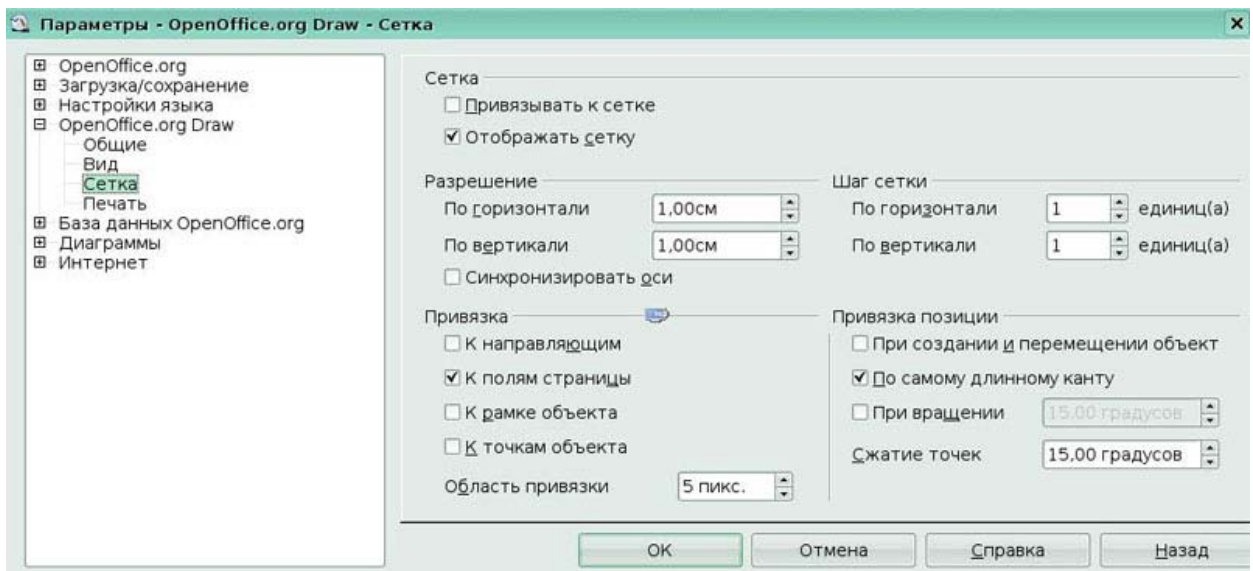 Параметры - OpenOffice.org Draw - Сетка
OpenOffice.org
Загрузка/сохранение
Настройки языка
OpenOffice.org Draw
Общие
Вид
Сетка
Печать
База данных OpenOffice.org
Диаграммы
Интернет
Сетка
Привязывать к сетке
Отображать сетку
Разрешение
По горизонтали 1,00см
По вертикали 1,00см
Синхронизировать оси
Шаг сетки
По горизонтали 1 единиц(а)
По вертикали 1 единиц(а)
Привязка
К направляющим
К полям страницы
К рамке объекта
К точкам объекта
Область привязки 5 пикс.
Привязка позиции
При создании и перемещении объект
По самому длинному канту
При вращении 15,00 градусов
Сжатие точек 15,00 градусов
OK Отмена Справка Назад